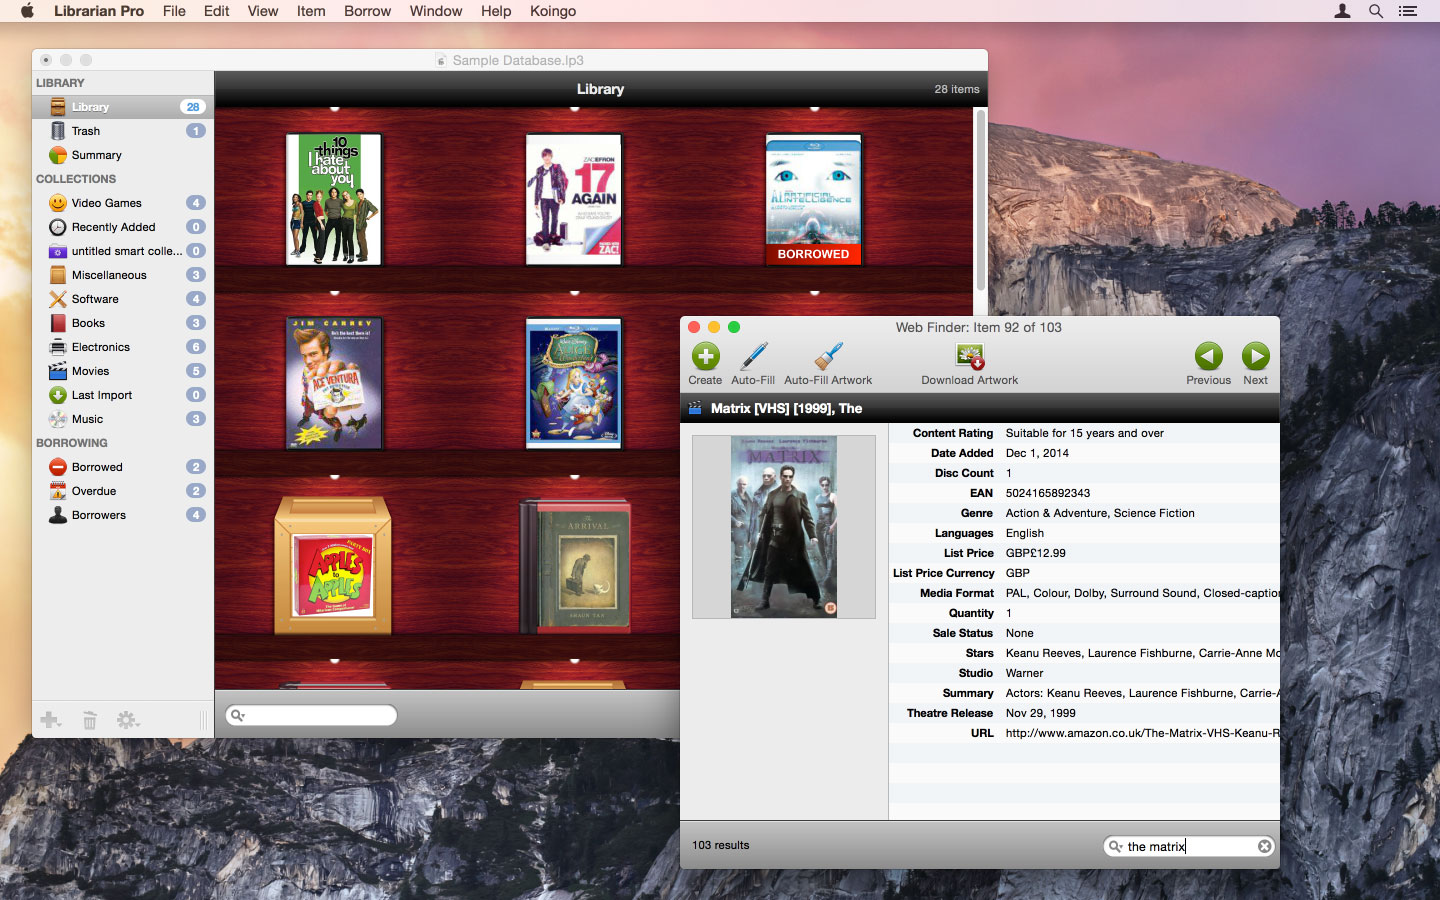 Librarian Pro File Edit View Item Borrow Window Help Koingo
Sample Database.lp3
LIBRARY
Library 28
Trash 1
Summary
COLLECTIONS
Video Games 4
Recently Added 0
untitled smart colle... 0
Miscellaneous 3
Software 4
Books 3
Electronics 6
Movies 5
Last Import 0
Music 3
BORROWING
Borrowed 2
Overdue 2
Borrowers 4
Library 28 items
10
things
I hate
about
you
ZAC EFRON
17
AGAIN
ZAC!
ARTIFICIAL
INTELLIGENCE
BORROWED
JIM CARREY
ACE VENTURA
ALICE
APPLES
to
APPLES
THE
ARRIVAL
SHAUN TAN
Web Finder: Item 92 of 103
Create Auto-Fill Auto-Fill Artwork Download Artwork Previous Next
Matrix [VHS] [1999], The
MATRIX
Content Rating Suitable for 15 years and over
Date Added Dec 1, 2014
Disc Count 1
EAN 5024165892343
Genre Action & Adventure, Science Fiction
Languages English
List Price GBP£12.99
List Price Currency GBP
Media Format PAL, Colour, Dolby, Surround Sound, Closed-caption
Quantity 1
Sale Status None
Stars Keanu Reeves, Laurence Fishburne, Carrie-Anne Mo
Studio Warner
Summary Actors: Keanu Reeves, Laurence Fishburne, Carrie-A
Theatre Release Nov 29, 1999
URL http://www.amazon.co.uk/The-Matrix-VHS-Keanu-R
103 results
the matrix